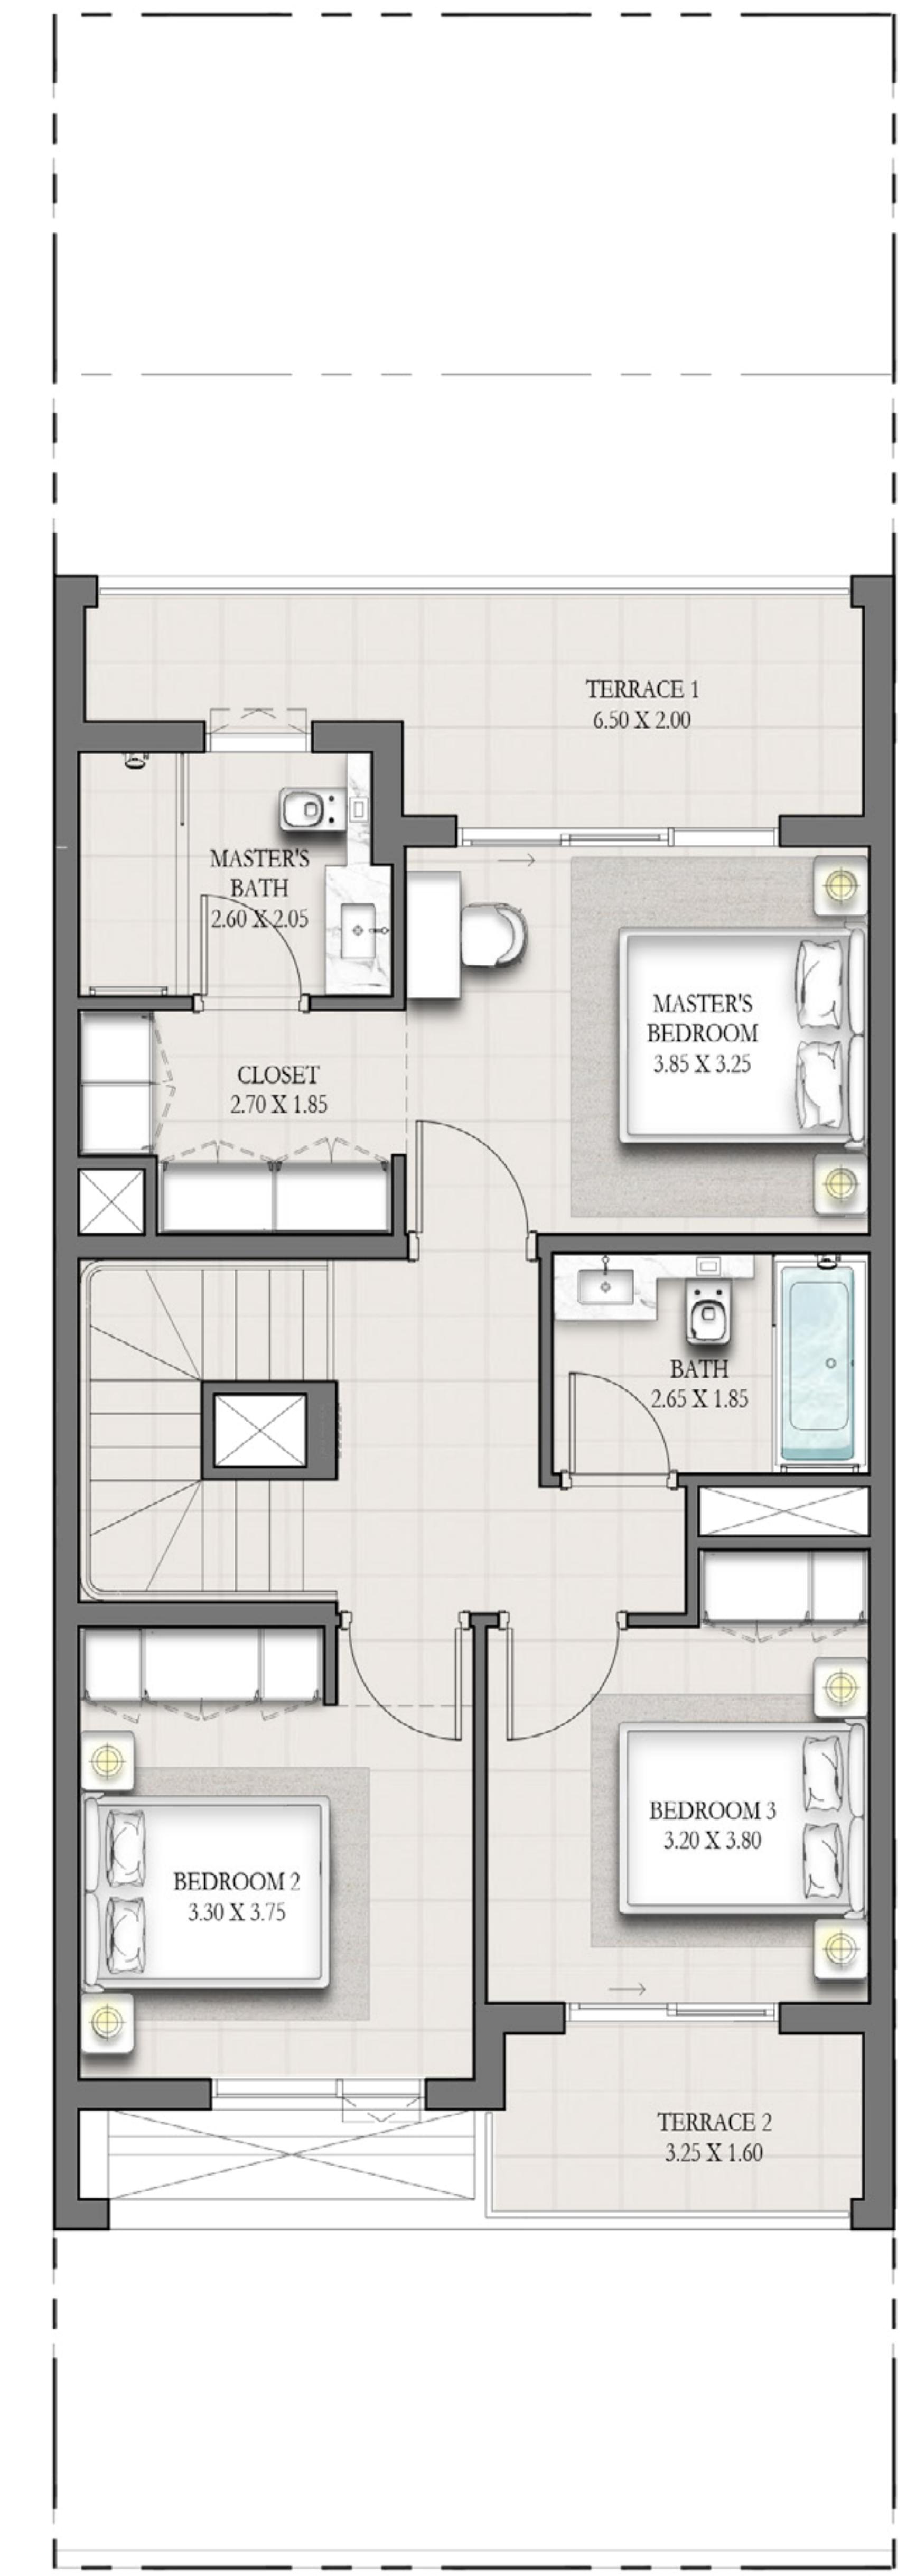 TERRACE 1
6.50 X 2.00
MASTER'S
BATH
2.60 X 2.05
MASTER'S
BEDROOM
3.85 X 3.25
CLOSET
2.70 X 1.85
BATH
2.65 X 1.85
BEDROOM 3
3.20 X 3.80
BEDROOM 2
3.30 X 3.75
TERRACE 2
3.25 X 1.60